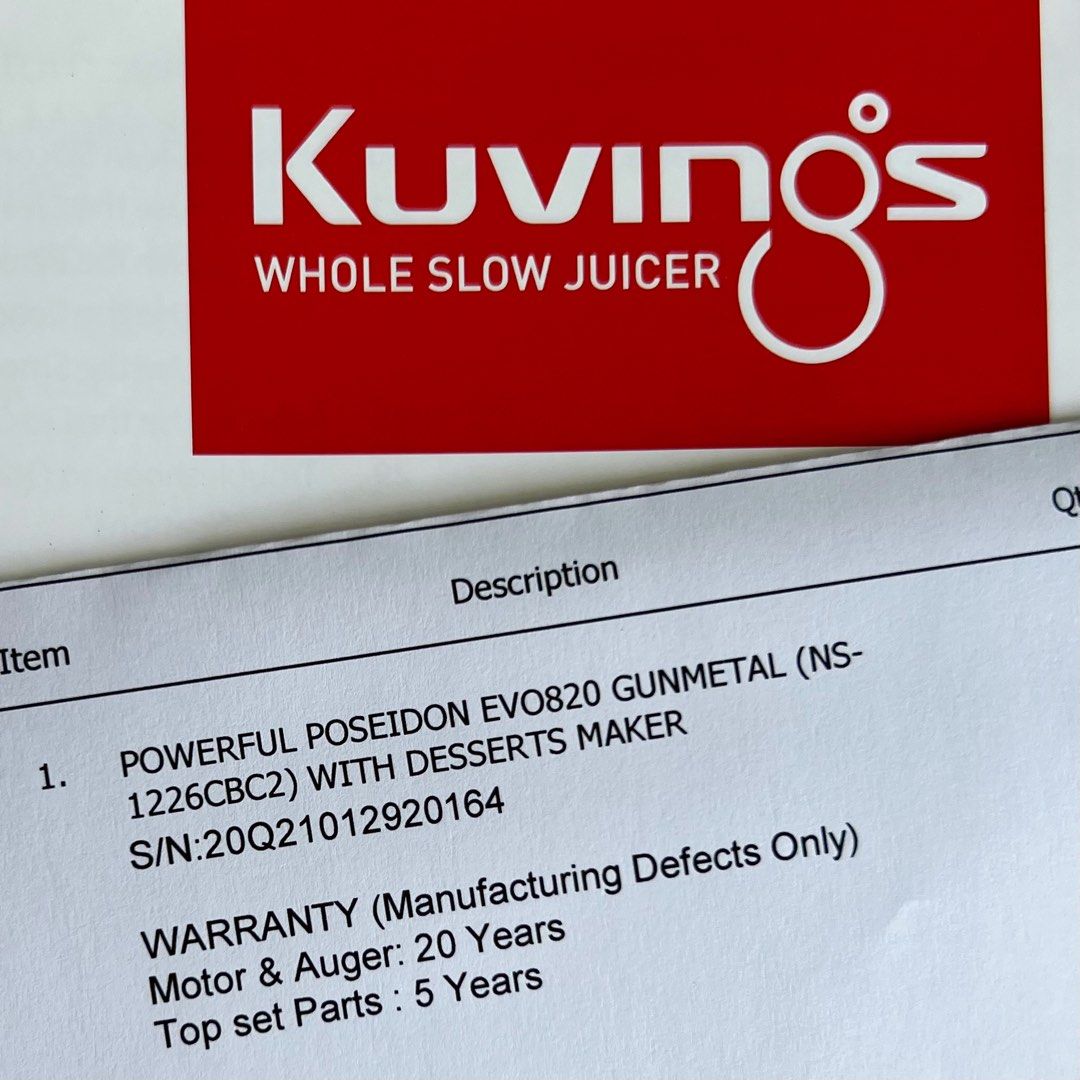 Kuvings
WHOLE SLOW JUICER
Item Description
1. POWERFUL POSEIDON EVO820 GUNMETAL (NS-
1226CBC2) WITH DESSERTS MAKER
S/N:20Q21012920164
WARRANTY (Manufacturing Defects Only)
Motor & Auger: 20 Years
Top set Parts : 5 Years